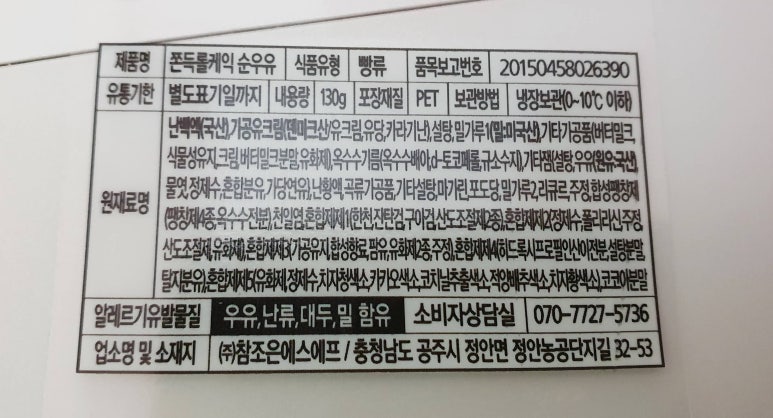 제품명 쫀득롤케익 순우유 식품유형 빵류 품목보고번호 20150458026390
유통기한 별도표기일까지 내용량 130g 포장재질 PET 보관방법 냉장보관(0~10℃ 이하)
원재료명
난백액(국산),가공유크림(덴마크산/유크림,유당,카라기난),설탕,밀가루1(밀:미국산),기타가공품(버터밀크,
식물성유지,크림,버터밀크분말,유화제),옥수수기름(옥수수배아,d-토코페롤,규소수지),기타잼(설탕,우유(원유:국산),
물엿,정제수,혼합분유,가당연유),난황액,곡류가공품,기타설탕,마가린,포도당,밀가루2,리큐르,주정,합성팽창제
(팽창제4종,옥수수전분),천일염,혼합제제1(한천,잔탄검,구아검,산도조절제2종),혼합제제2(정제수,폴리리신,주정,
산도조절제,유화제),혼합제제3(가공유지,합성향료,팜유,유화제2종,주정),혼합제제4(히드록시프로필인산이전분,설탕분말,
탈지분유),혼합제제5(유화제,정제수,치자청색소,카카오색소,코치닐추출색소,적양배추색소,치자황색소),코코아분말
알레르기유발물질 우유,난류,대두,밀 함유 소비자상담실 070-7727-5736
업소명 및 소재지 ㈜참조은에스에프 / 충청남도 공주시 정안면 정안농공단지길 32-53